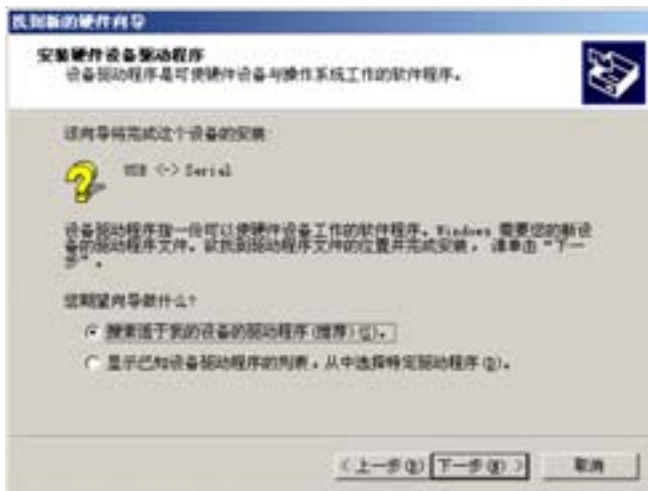 找到新的硬件向导
安装硬件设备驱动程序
设备驱动程序是可使硬件设备与操作系统工作的软件程序。
该向导将完成这个设备的安装:
USB <-> Serial
设备驱动程序指一份可以使硬件设备工作的软件程序。Windows 需要您的新设
备的驱动程序文件。欲找到驱动程序文件的位置并完成安装， 请单击 “下一
步” 。
您期望向导做什么?
搜索适于我的设备的驱动程序(推荐)(S)。
显示已知设备驱动程序的列表，从中选择特定驱动程序(D)。
<上一步(B) 下一步(N)> 取消